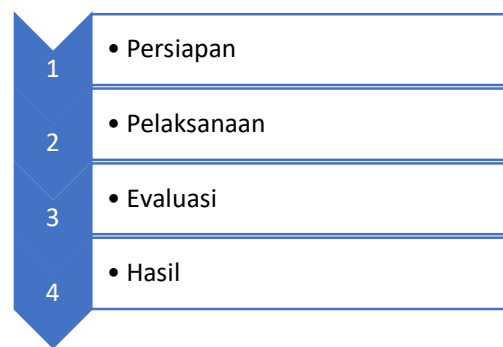 1
• Persiapan
2
• Pelaksanaan
3
• Evaluasi
4
• Hasil